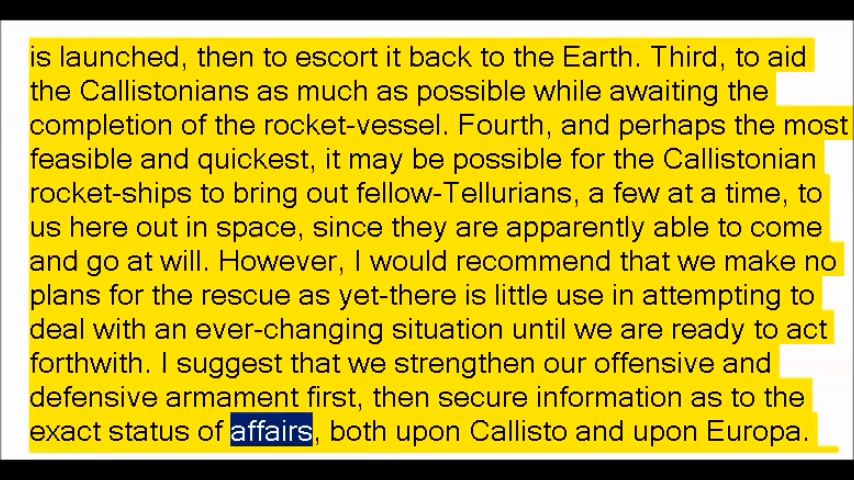 is launched, then to escort it back to the Earth. Third, to aid
the Callistonians as much as possible while awaiting the
completion of the rocket-vessel. Fourth, and perhaps the most
feasible and quickest, it may be possible for the Callistonian
rocket-ships to bring out fellow-Tellurians, a few at a time, to
us here out in space, since they are apparently able to come
and go at will. However, I would recommend that we make no
plans for the rescue as yet-there is little use in attempting to
deal with an ever-changing situation until we are ready to act
forthwith. I suggest that we strengthen our offensive and
defensive armament first, then secure information as to the
exact status of affairs, both upon Callisto and upon Europa.